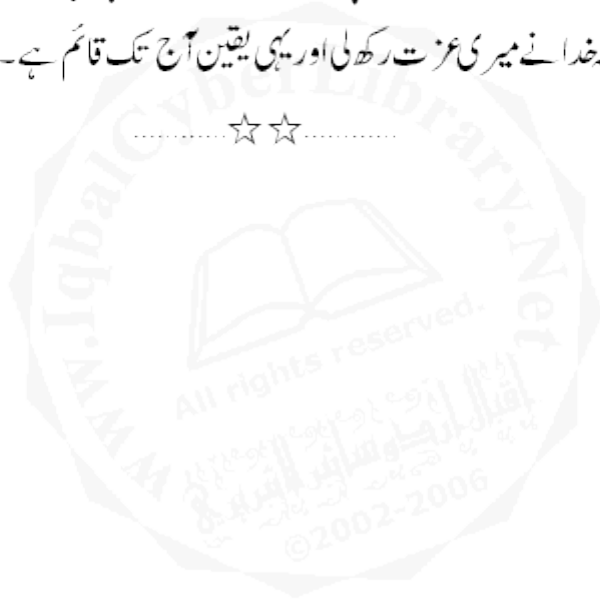 خدا نے میری عزت رکھ لی اور یہی یقین آج تک قائم ہے۔
............☆☆............
www.IqbalCyberLibrary.Net
All rights reserved.
©2002-2006